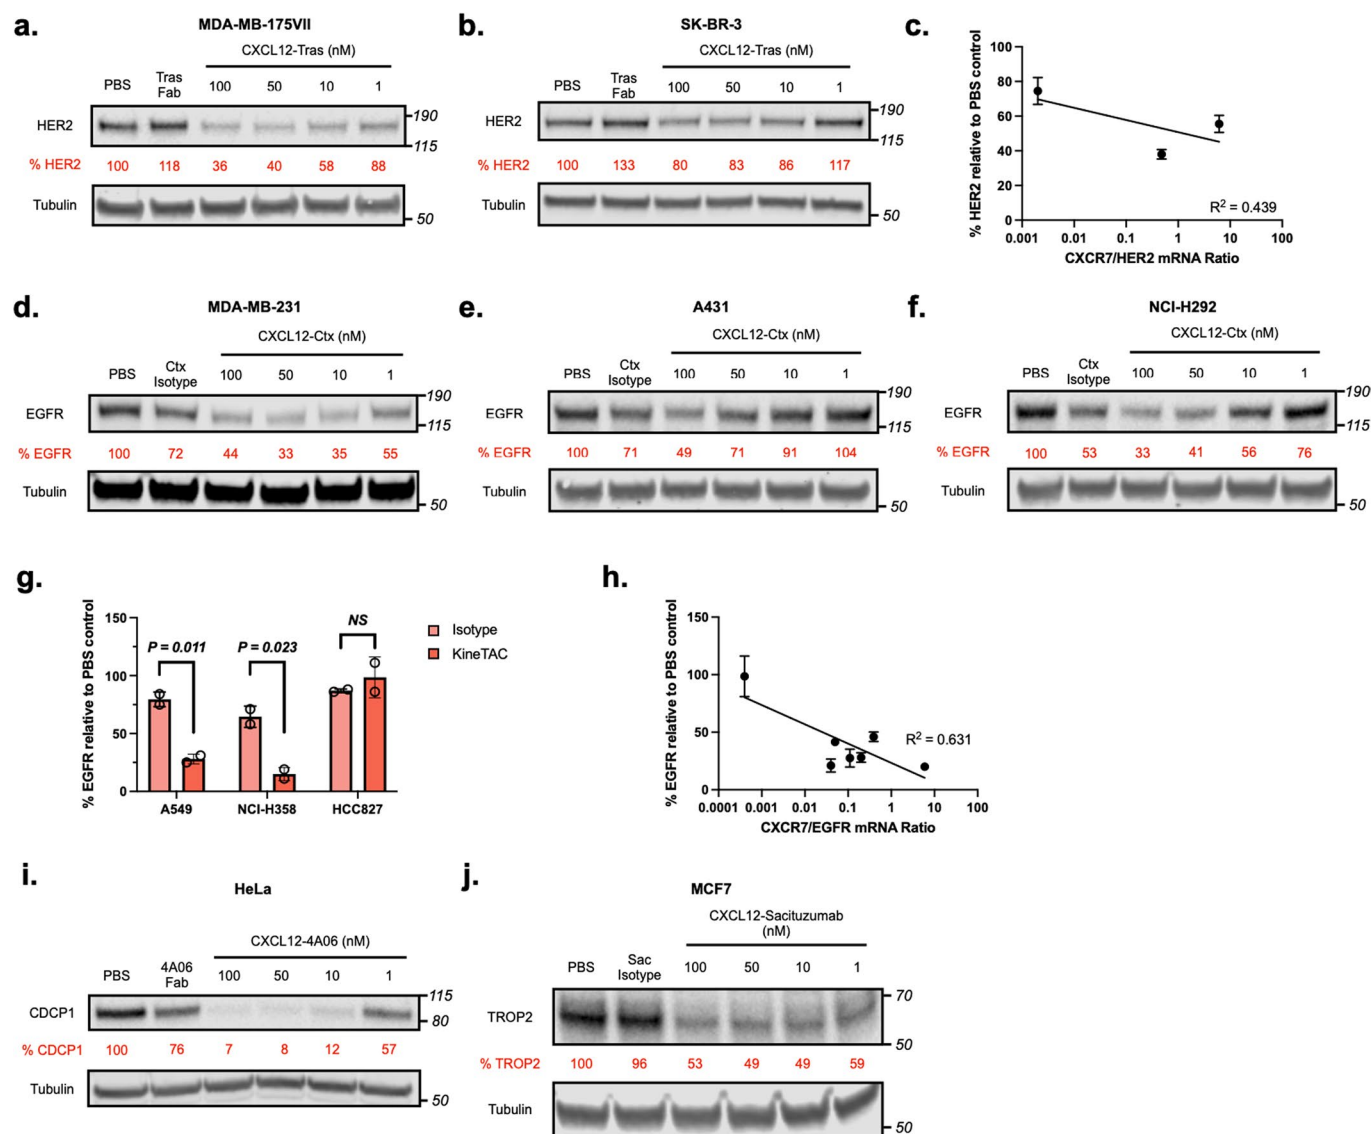 a.
MDA-MB-175VII
CXCL12-Tras (nM)
PBS Tras Fab 100 50 10 1
HER2 190
115
% HER2 100 118 36 40 58 88
Tubulin
50
b.
SK-BR-3
CXCL12-Tras (nM)
PBS Tras Fab 100 50 10 1
HER2 190
115
% HER2 100 133 80 83 86 117
Tubulin
50
c.
% HER2 relative to PBS control
100
80
60
40
20
0
R² = 0.439
0.001 0.01 0.1 1 10 100
CXCR7/HER2 mRNA Ratio
d.
MDA-MB-231
CXCL12-Ctx (nM)
PBS Ctx Isotype 100 50 10 1
EGFR 190
115
% EGFR 100 72 44 33 35 55
Tubulin
50
e.
A431
CXCL12-Ctx (nM)
PBS Ctx Isotype 100 50 10 1
EGFR 190
115
% EGFR 100 71 49 71 91 104
Tubulin
50
f.
NCI-H292
CXCL12-Ctx (nM)
PBS Ctx Isotype 100 50 10 1
EGFR 190
115
% EGFR 100 53 33 41 56 76
Tubulin
50
g.
% EGFR relative to PBS control
150
100
50
0
P = 0.011
P = 0.023
NS
Isotype
KineTAC
A549 NCI-H358 HCC827
h.
% EGFR relative to PBS control
150
100
50
0
R² = 0.631
0.0001 0.001 0.01 0.1 1 10 100
CXCR7/EGFR mRNA Ratio
i.
HeLa
CXCL12-4A06 (nM)
PBS 4A06 Fab 100 50 10 1
CDCP1 115
80
% CDCP1 100 76 7 8 12 57
Tubulin
50
j.
MCF7
CXCL12-Sacituzumab
(nM)
PBS Sac Isotype 100 50 10 1
TROP2 70
50
% TROP2 100 96 53 49 49 59
Tubulin
50